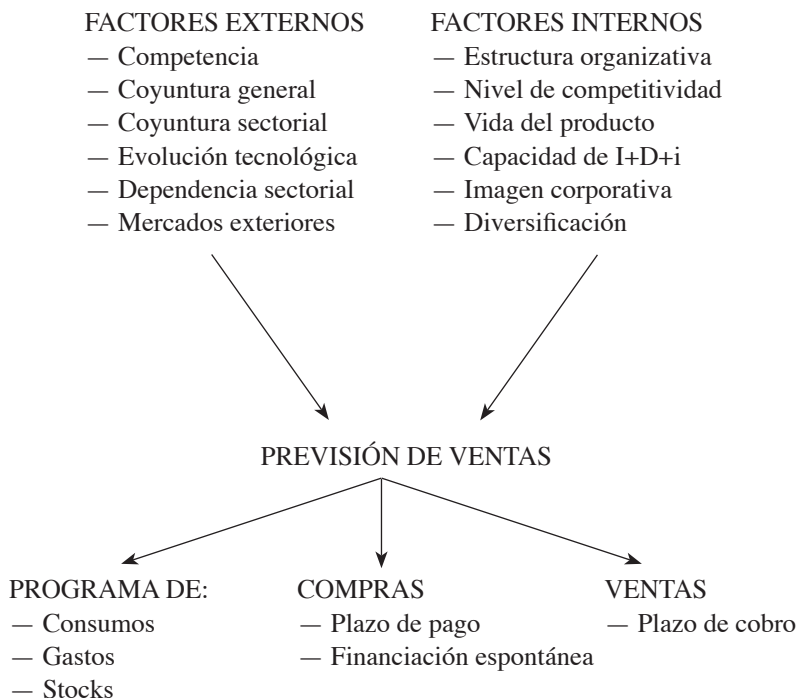 FACTORES EXTERNOS
— Competencia
— Coyuntura general
— Coyuntura sectorial
— Evolución tecnológica
— Dependencia sectorial
— Mercados exteriores
FACTORES INTERNOS
— Estructura organizativa
— Nivel de competitividad
— Vida del producto
— Capacidad de I+D+i
— Imagen corporativa
— Diversificación
PREVISIÓN DE VENTAS
PROGRAMA DE:
— Consumos
— Gastos
— Stocks
COMPRAS
— Plazo de pago
— Financiación espontánea
VENTAS
— Plazo de cobro